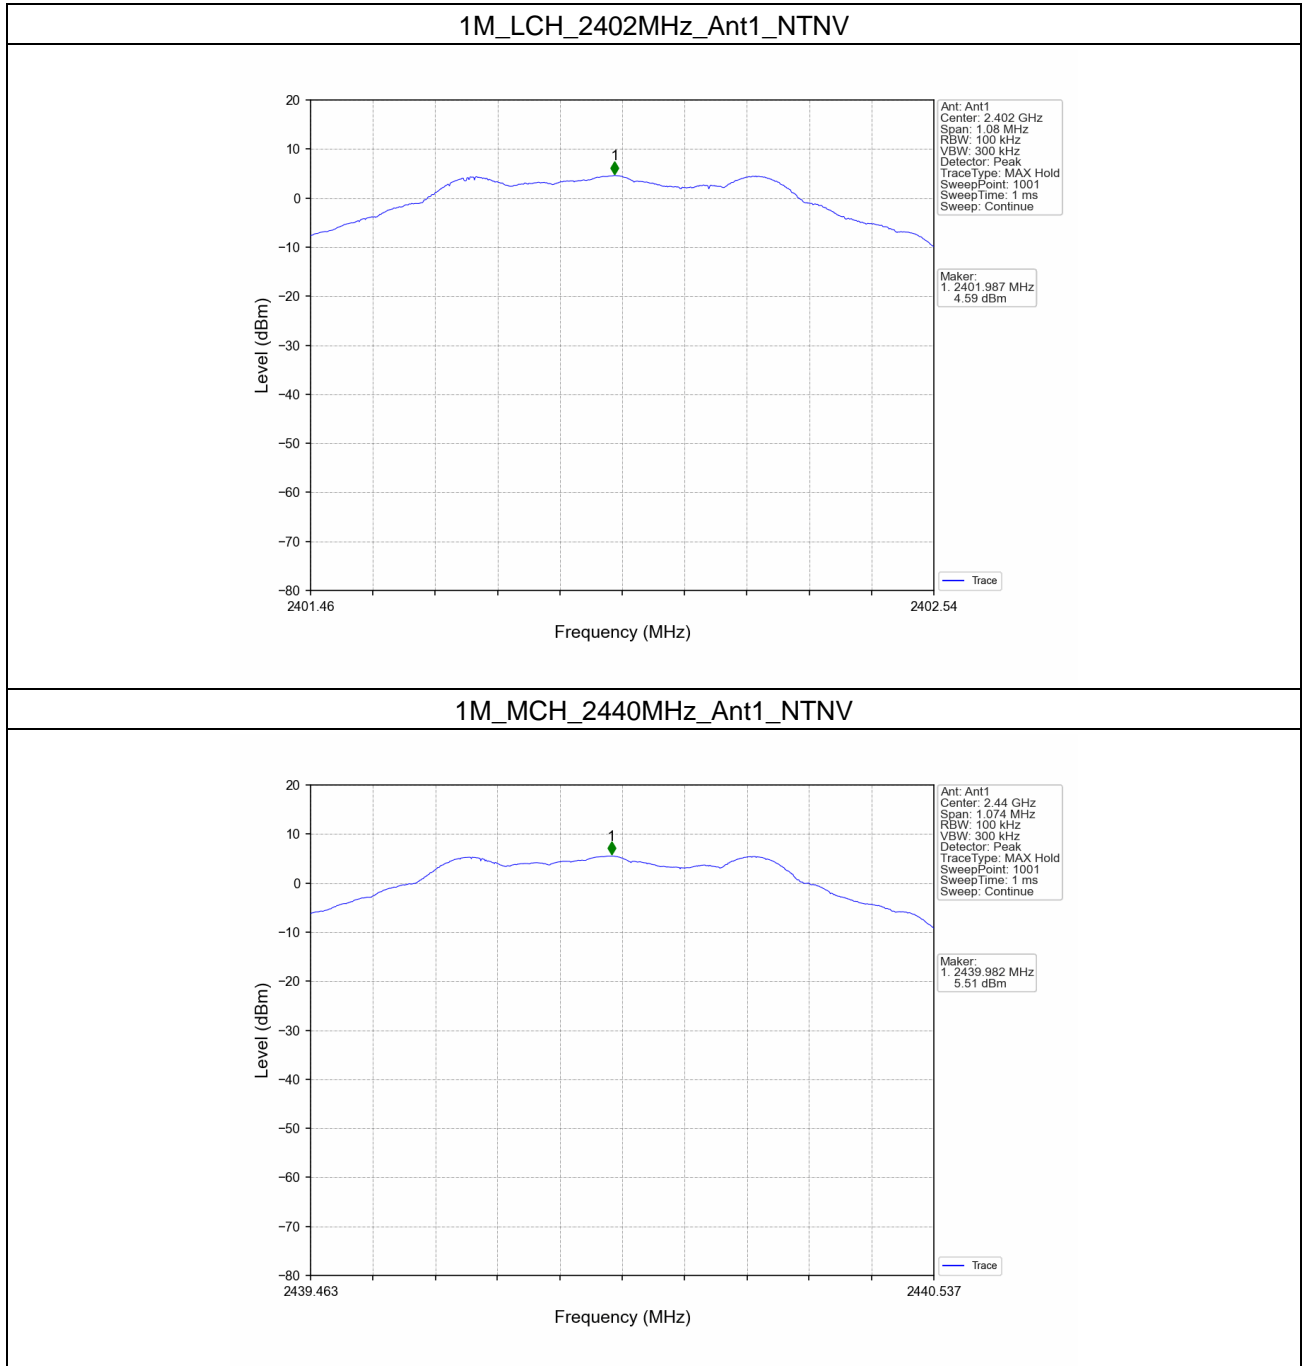 1M_LCH_2402MHz_Ant1_NTNV
20
10
0
−10
−20
−30
−40
−50
−60
−70
−80
Level (dBm)
1
2401.46
2402.54
Frequency (MHz)
Ant: Ant1
Center: 2.402 GHz
Span: 1.08 MHz
RBW: 100 kHz
VBW: 300 kHz
Detector: Peak
TraceType: MAX Hold
SweepPoint: 1001
SweepTime: 1 ms
Sweep: Continue
Maker:
1. 2401.987 MHz
4.59 dBm
Trace
1M_MCH_2440MHz_Ant1_NTNV
20
10
0
−10
−20
−30
−40
−50
−60
−70
−80
Level (dBm)
1
2439.463
2440.537
Frequency (MHz)
Ant: Ant1
Center: 2.44 GHz
Span: 1.074 MHz
RBW: 100 kHz
VBW: 300 kHz
Detector: Peak
TraceType: MAX Hold
SweepPoint: 1001
SweepTime: 1 ms
Sweep: Continue
Maker:
1. 2439.982 MHz
5.51 dBm
Trace